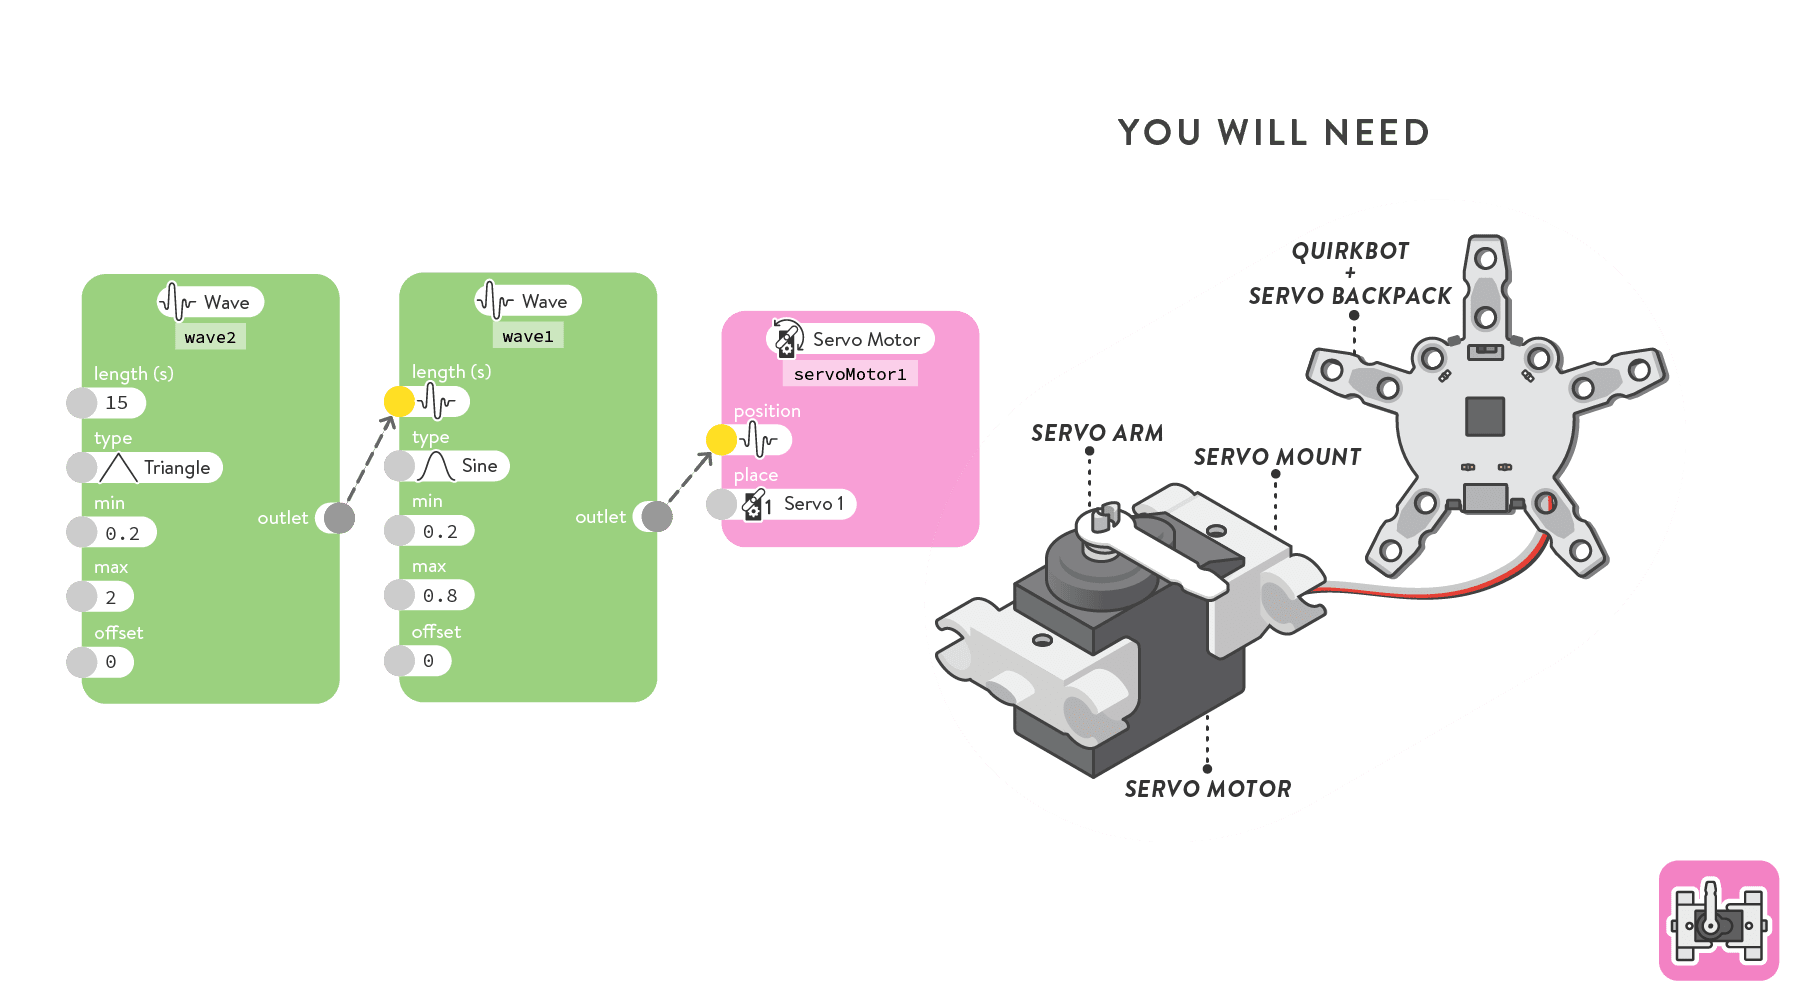 YOU WILL NEED
Wave
wave2
length (s)
15
type
Triangle
min
0.2
max
2
offset
0
outlet
Wave
wave1
length (s)
type
Sine
min
0.2
max
0.8
offset
0
outlet
Servo Motor
servoMotor1
position
place
1 Servo 1
QUIRKBOT
+
SERVO BACKPACK
SERVO ARM
SERVO MOUNT
SERVO MOTOR